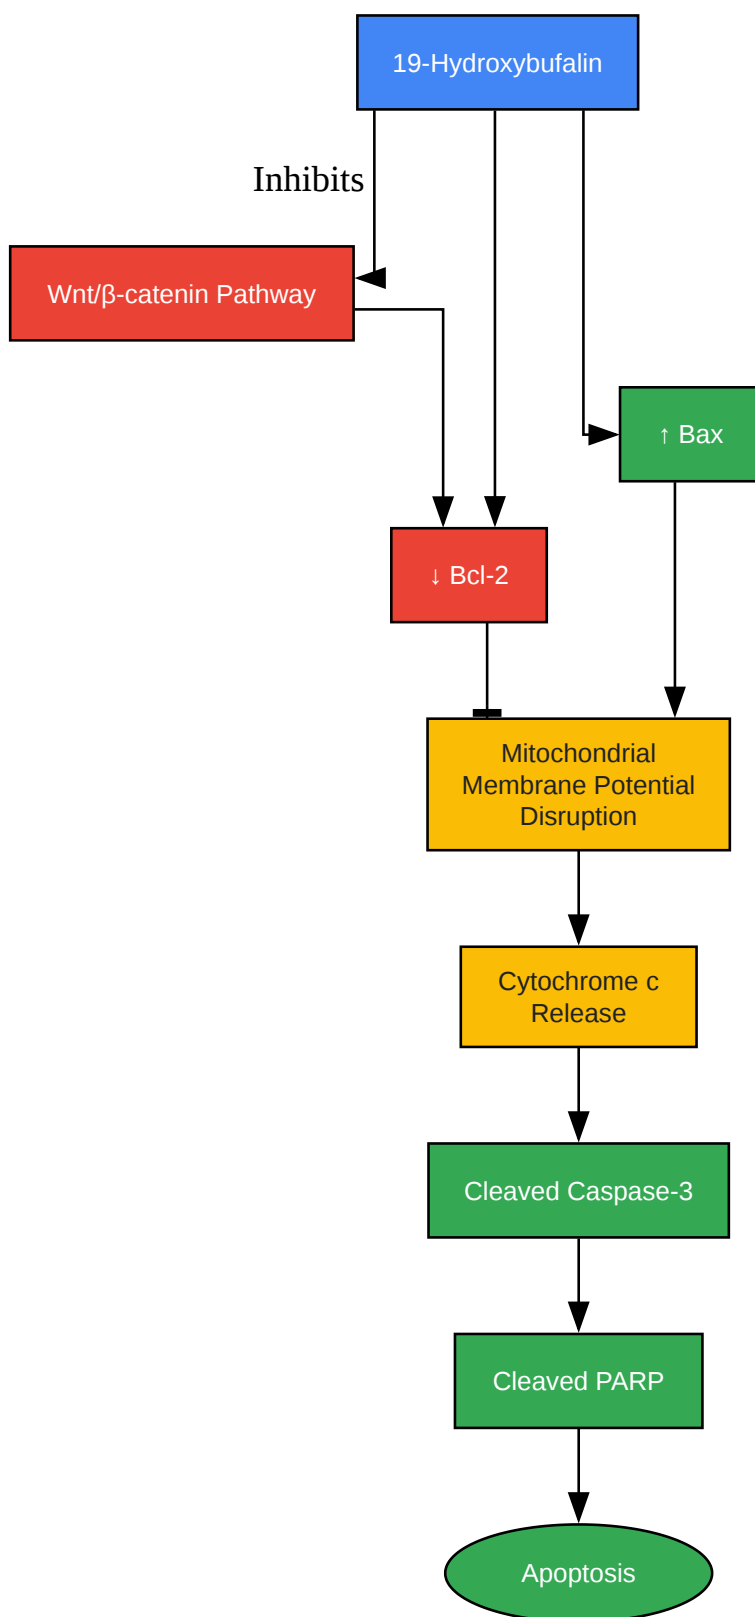 19-Hydroxybufalin
Inhibits
Wnt/β-catenin Pathway
↑ Bax
↓ Bcl-2
Mitochondrial
Membrane Potential
Disruption
Cytochrome c
Release
Cleaved Caspase-3
Cleaved PARP
Apoptosis